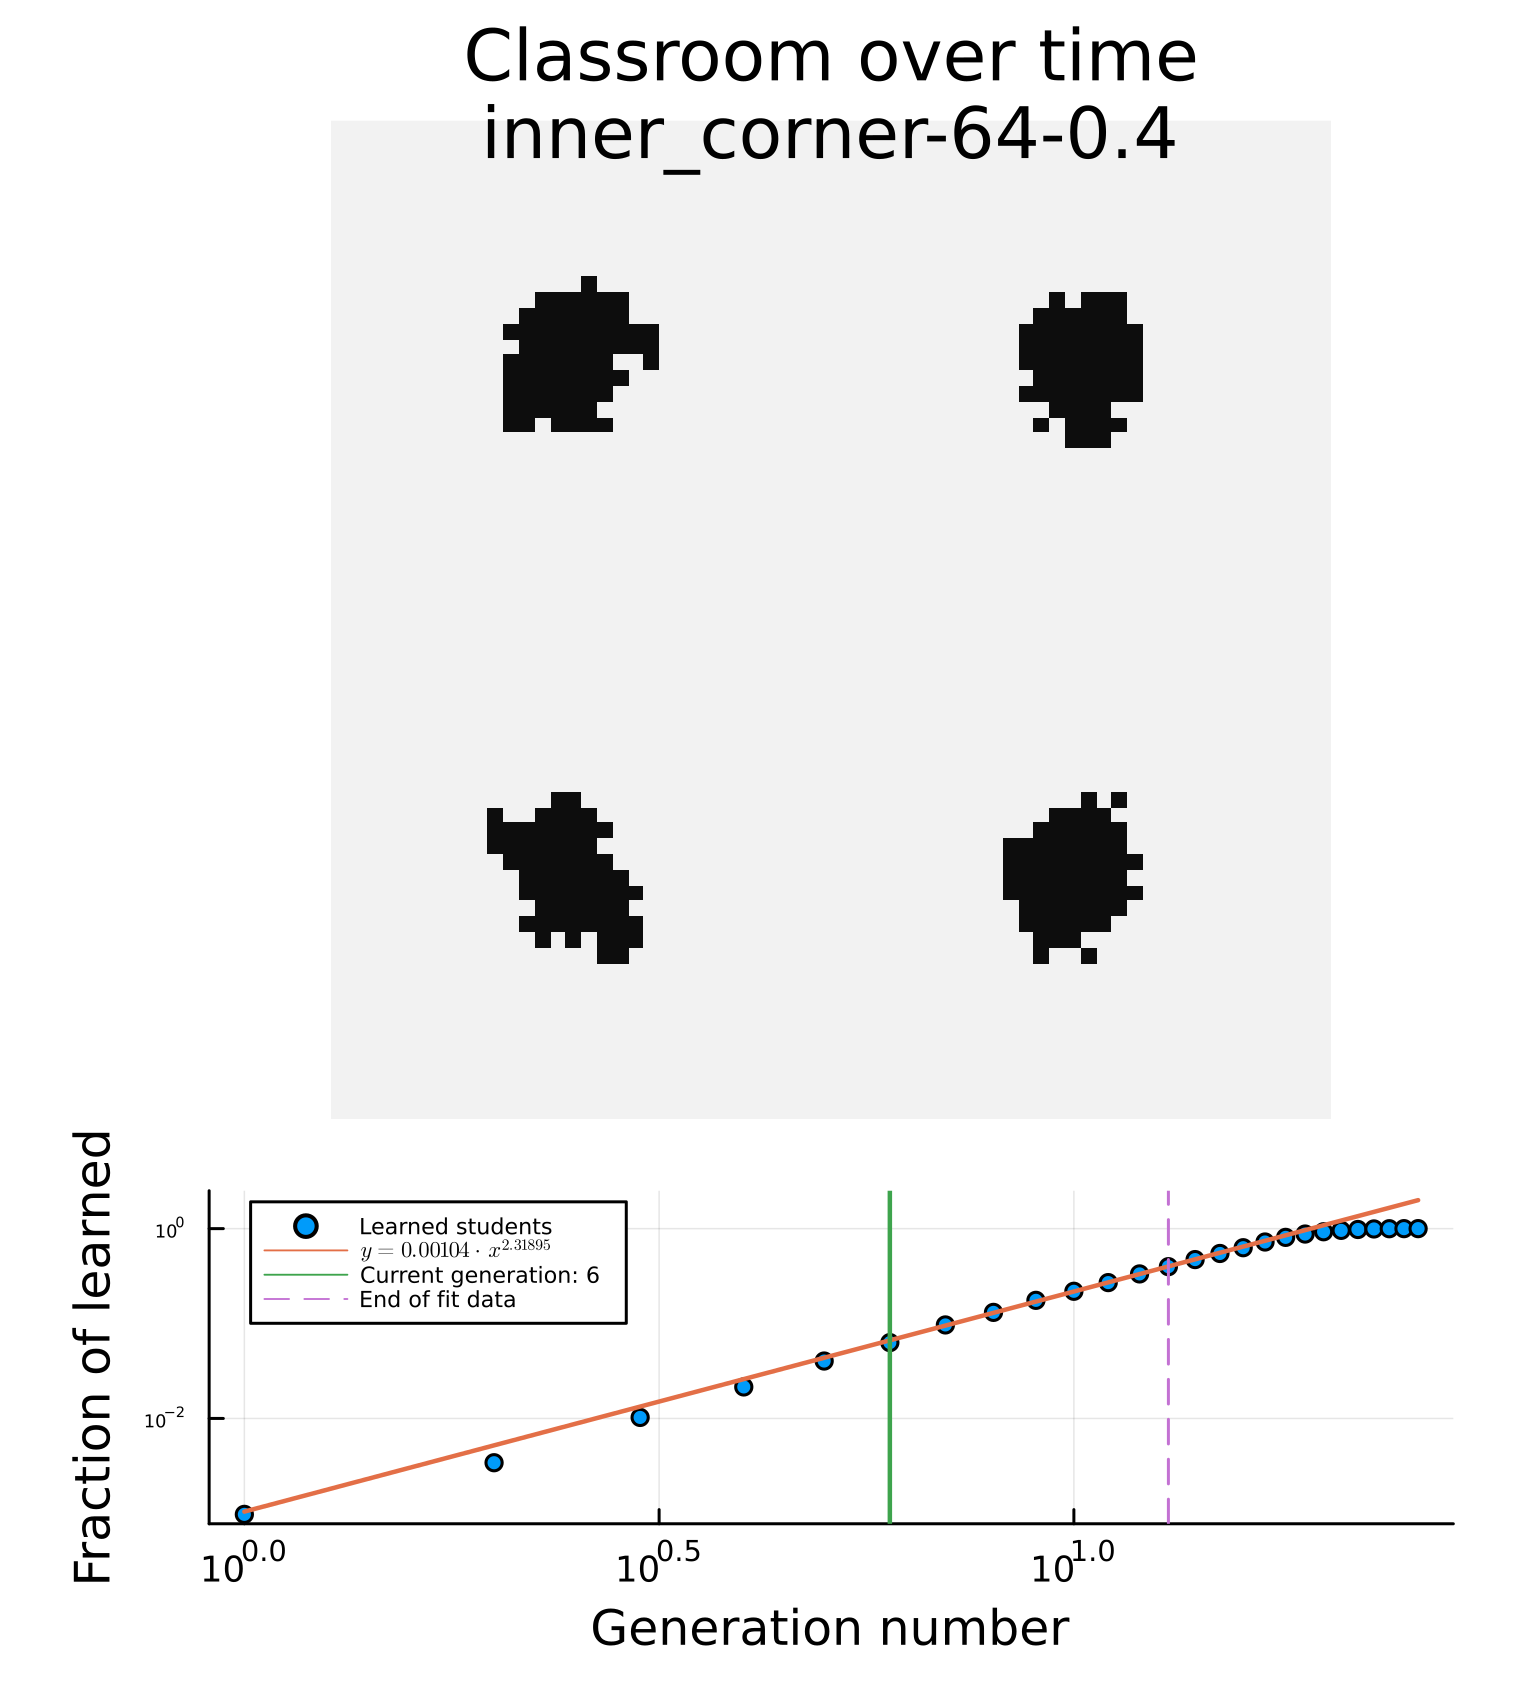 Classroom over time
inner_corner-64-0.4
Fraction of learned
10^0
10^−2
Learned students
y = 0.00104 · x^2.31895
Current generation: 6
End of fit data
10^0.0
10^0.5
10^1.0
Generation number